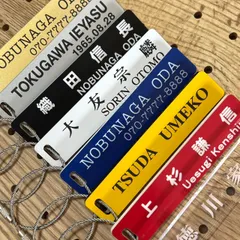 NOBUNAGA ODA
070-7777-8888
TOKUGAWA IEYASU
1965.08.28
織田信長
NOBUNAGA ODA
大友宗
SORIN OTOMO
NOBUNAGA ODA
070-7777-8888
TSUDA UMEKO
上杉謙信
Uesugi Kenshin
川